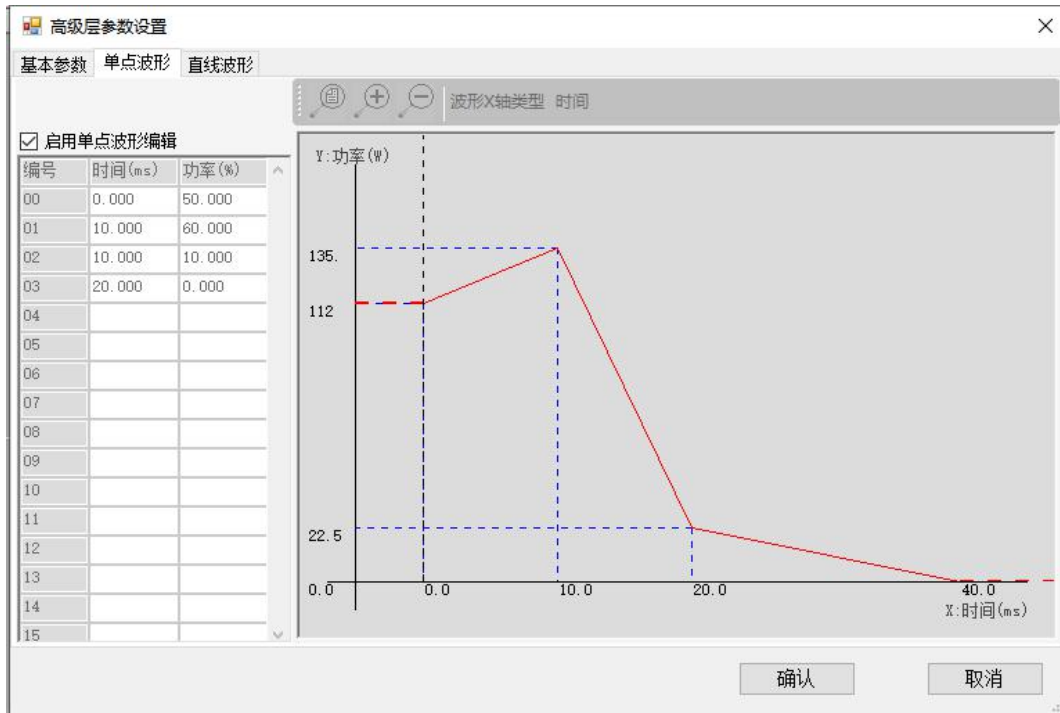 高级层参数设置
基本参数 单点波形 直线波形
波形X轴类型 时间
启用单点波形编辑
编号 时间(ms) 功率(%)
00 0.000 50.000
01 10.000 60.000
02 10.000 10.000
03 20.000 0.000
04
05
06
07
08
09
10
11
12
13
14
15
Y:功率(W)
135.
112
22.5
0.0 0.0 10.0 20.0 40.0
X:时间(ms)
确认 取消